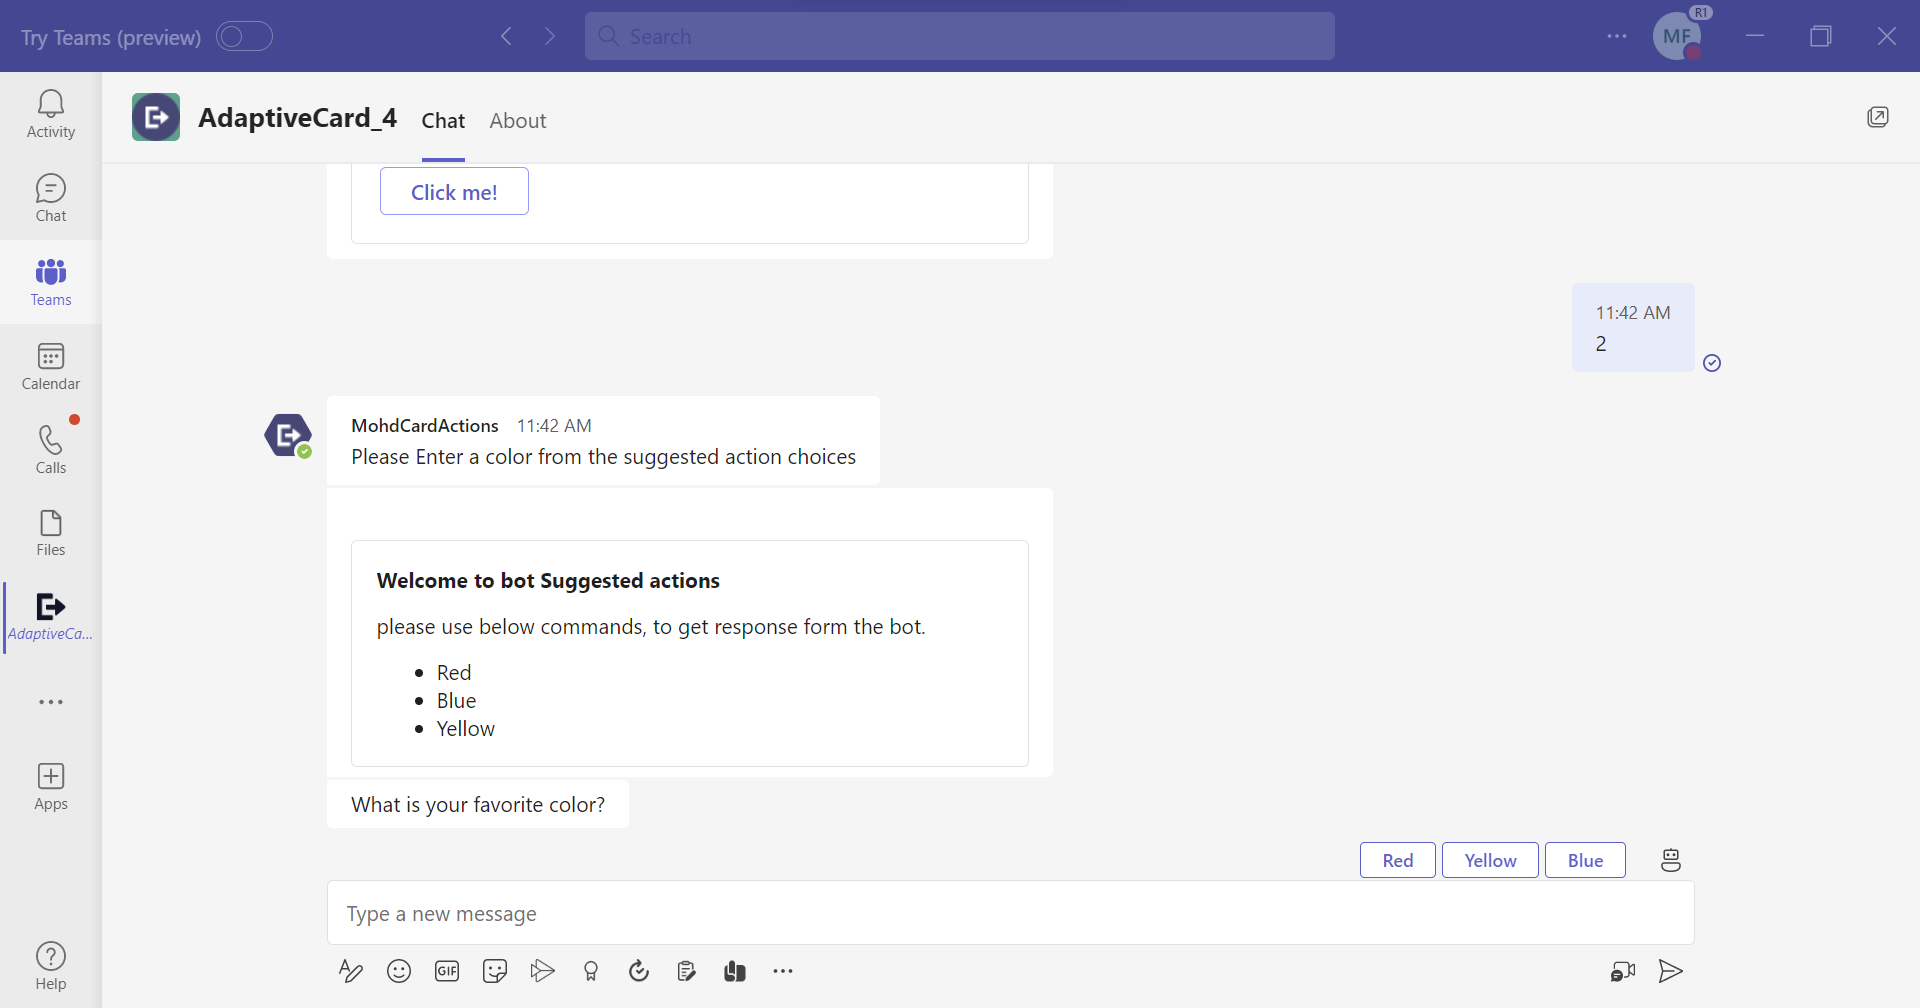 Try Teams (preview)
Search
MF
R1
Activity
Chat
Teams
Calendar
Calls
Files
AdaptiveCa...
Apps
Help
AdaptiveCard_4
Chat
About
Click me!
11:42 AM
2
MohdCardActions 11:42 AM
Please Enter a color from the suggested action choices
Welcome to bot Suggested actions
please use below commands, to get response form the bot.
Red
Blue
Yellow
What is your favorite color?
Red
Yellow
Blue
Type a new message
GIF